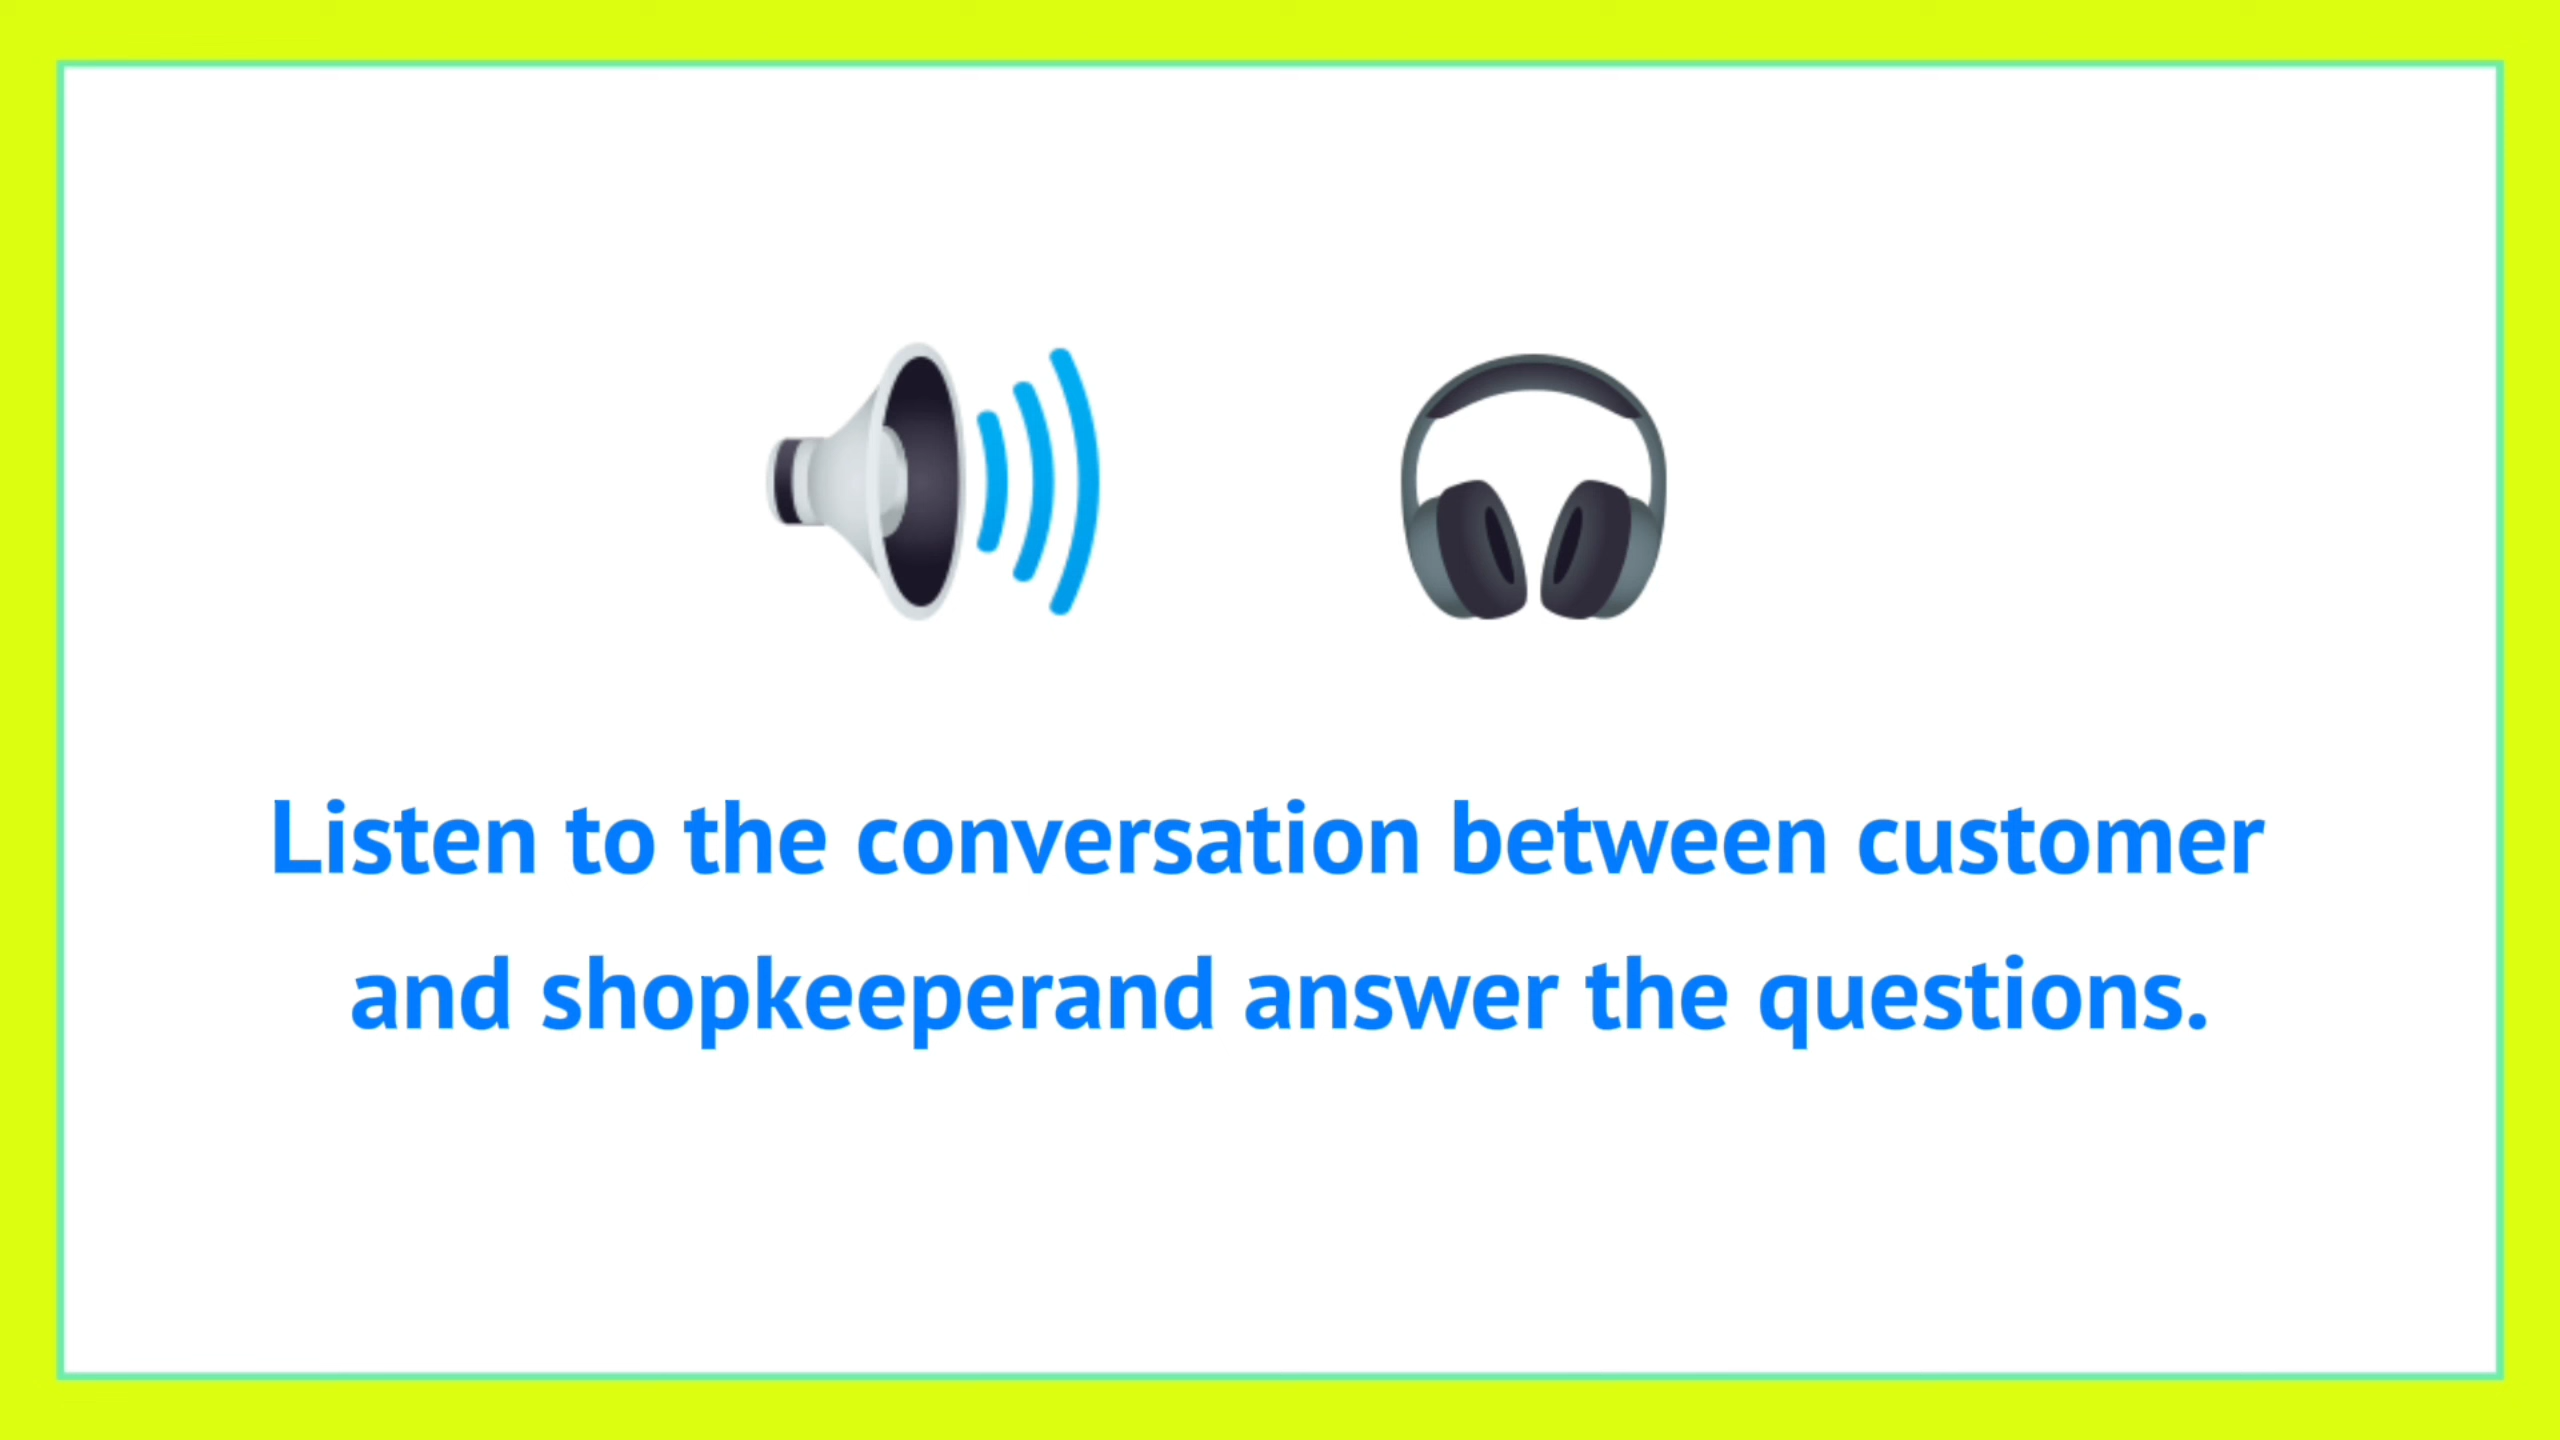 Listen to the conversation between customer
and shopkeeperand answer the questions.